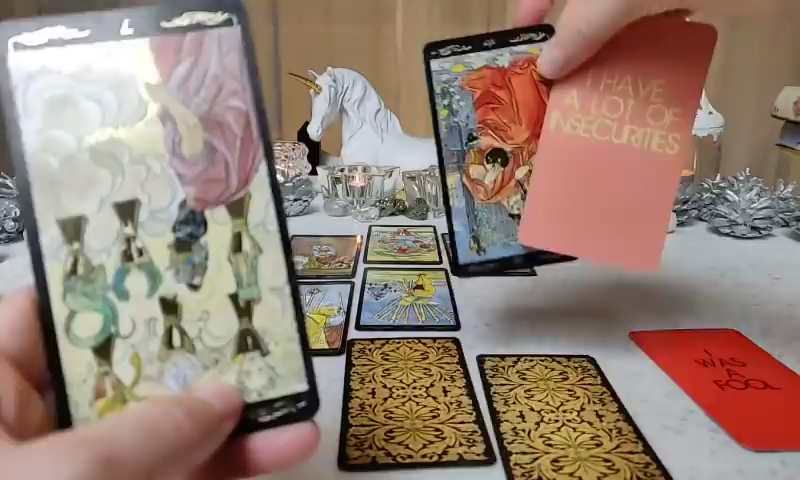 I HAVE
A LOT OF
INSECURITIES
I WAS
A
FOOL